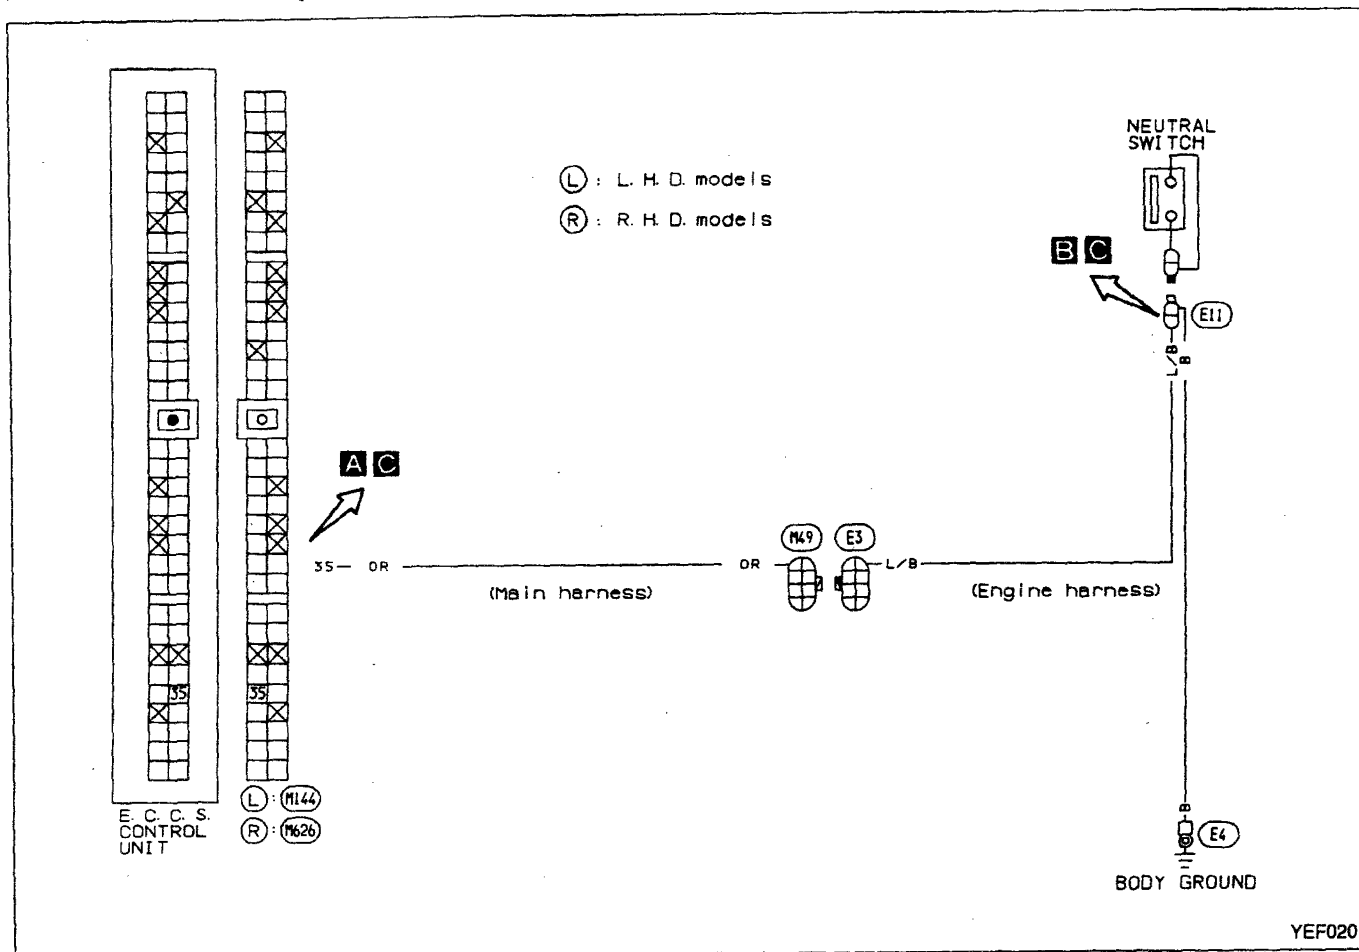 NEUTRAL
SWITCH
L : L. H. D. models
R : R. H. D. models
B C
E11
L/B
B
A C
35 OR
OR
M49 E3
L/B
(Main harness)
(Engine harness)
35 35
L : M144
R : M626
E. C. C. S.
CONTROL
UNIT
B
E4
BODY GROUND
YEF020